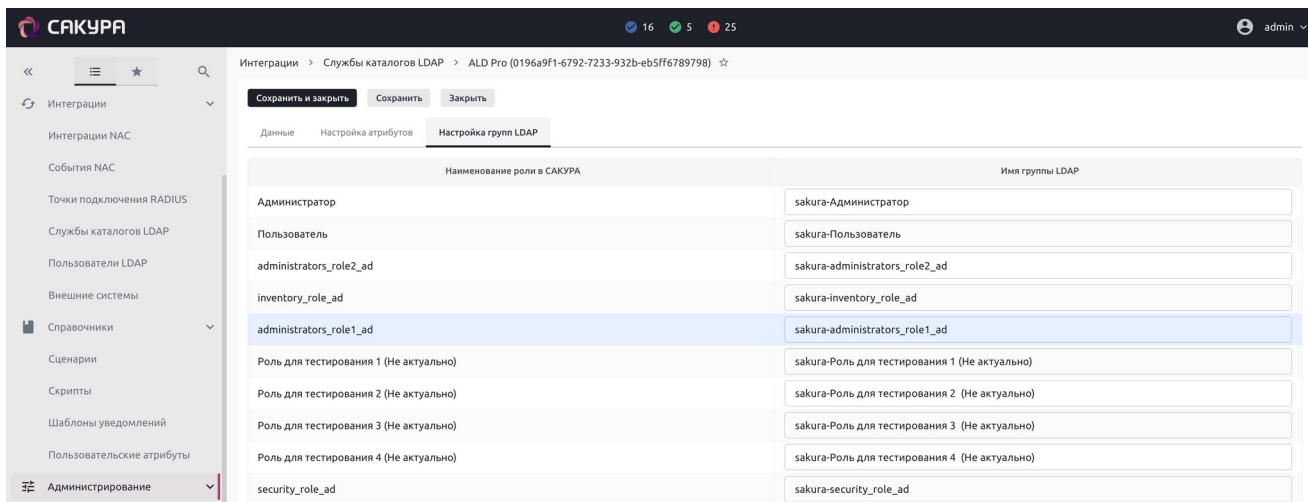 САКУРА
16 5 25
admin
Интеграции > Службы каталогов LDAP > ALD Pro (0196a9f1-6792-7233-932b-eb5ff6789798)
Сохранить и закрыть Сохранить Закрыть
Данные Настройка атрибутов Настройка групп LDAP
Интеграции
Интеграции NAC
События NAC
Точки подключения RADIUS
Службы каталогов LDAP
Пользователи LDAP
Внешние системы
Справочники
Сценарии
Скрипты
Шаблоны уведомлений
Пользовательские атрибуты
Администрирование
Наименование роли в САКУРА Имя группы LDAP
Администратор sakura-Администратор
Пользователь sakura-Пользователь
administrators_role2_ad sakura-administrators_role2_ad
inventory_role_ad sakura-inventory_role_ad
administrators_role1_ad sakura-administrators_role1_ad
Роль для тестирования 1 (Не актуально) sakura-Роль для тестирования 1 (Не актуально)
Роль для тестирования 2 (Не актуально) sakura-Роль для тестирования 2 (Не актуально)
Роль для тестирования 3 (Не актуально) sakura-Роль для тестирования 3 (Не актуально)
Роль для тестирования 4 (Не актуально) sakura-Роль для тестирования 4 (Не актуально)
security_role_ad sakura-security_role_ad